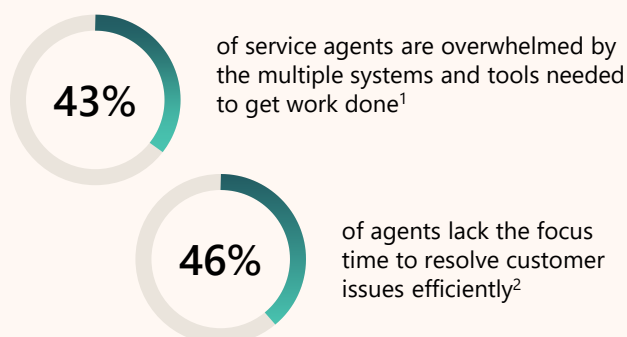 43%
of service agents are overwhelmed by
the multiple systems and tools needed
to get work done¹
46%
of agents lack the focus
time to resolve customer
issues efficiently²